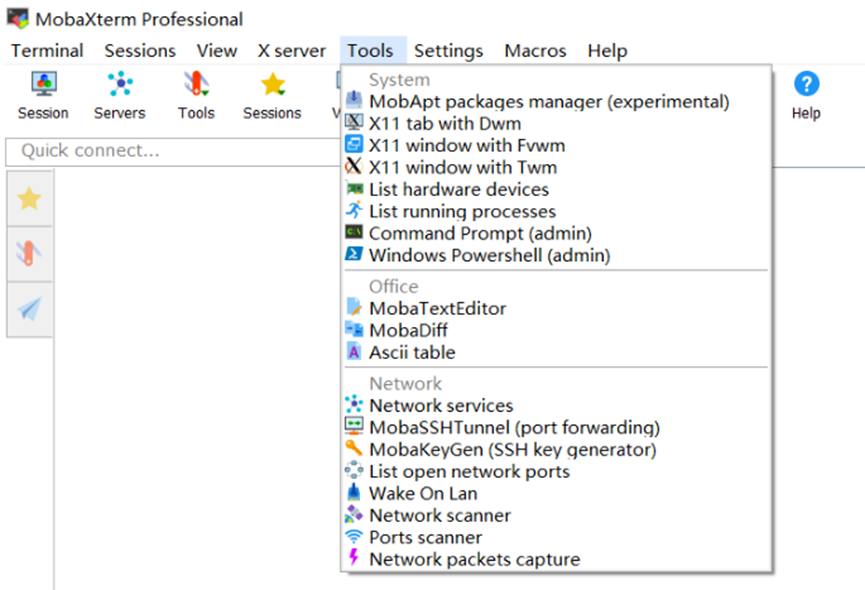 MobaXterm Professional
Terminal Sessions View X server Tools Settings Macros Help
Session Servers Tools Sessions Help
Quick connect...
System
MobApt packages manager (experimental)
X11 tab with Dwm
X11 window with Fvwm
X11 window with Twm
List hardware devices
List running processes
Command Prompt (admin)
Windows Powershell (admin)
Office
MobaTextEditor
MobaDiff
Ascii table
Network
Network services
MobaSSHTunnel (port forwarding)
MobaKeyGen (SSH key generator)
List open network ports
Wake On Lan
Network scanner
Ports scanner
Network packets capture